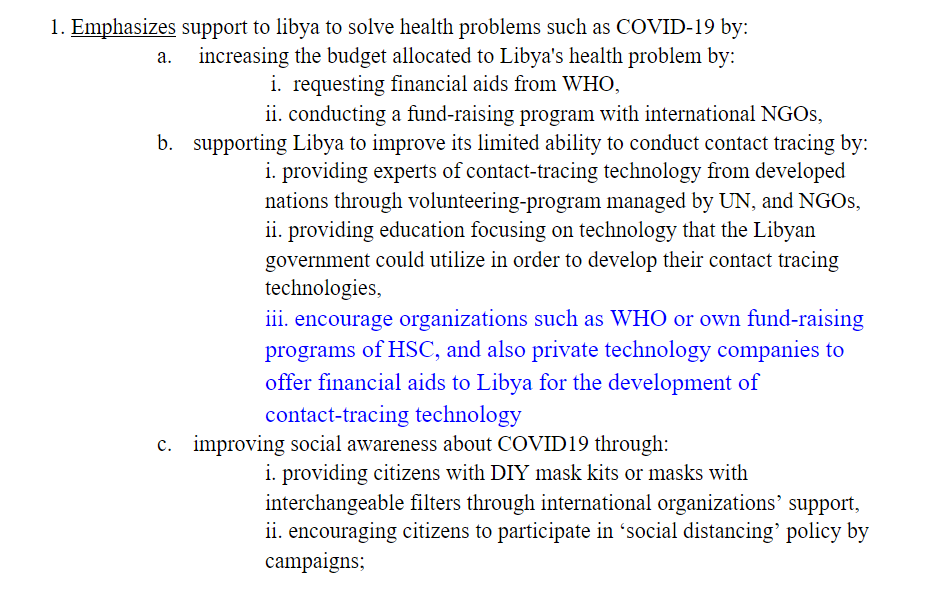 1. Emphasizes support to libya to solve health problems such as COVID-19 by:
a. increasing the budget allocated to Libya's health problem by:
i. requesting financial aids from WHO,
ii. conducting a fund-raising program with international NGOs,
b. supporting Libya to improve its limited ability to conduct contact tracing by:
i. providing experts of contact-tracing technology from developed
nations through volunteering-program managed by UN, and NGOs,
ii. providing education focusing on technology that the Libyan
government could utilize in order to develop their contact tracing
technologies,
iii. encourage organizations such as WHO or own fund-raising
programs of HSC, and also private technology companies to
offer financial aids to Libya for the development of
contact-tracing technology
c. improving social awareness about COVID19 through:
i. providing citizens with DIY mask kits or masks with
interchangeable filters through international organizations’ support,
ii. encouraging citizens to participate in ‘social distancing’ policy by
campaigns;